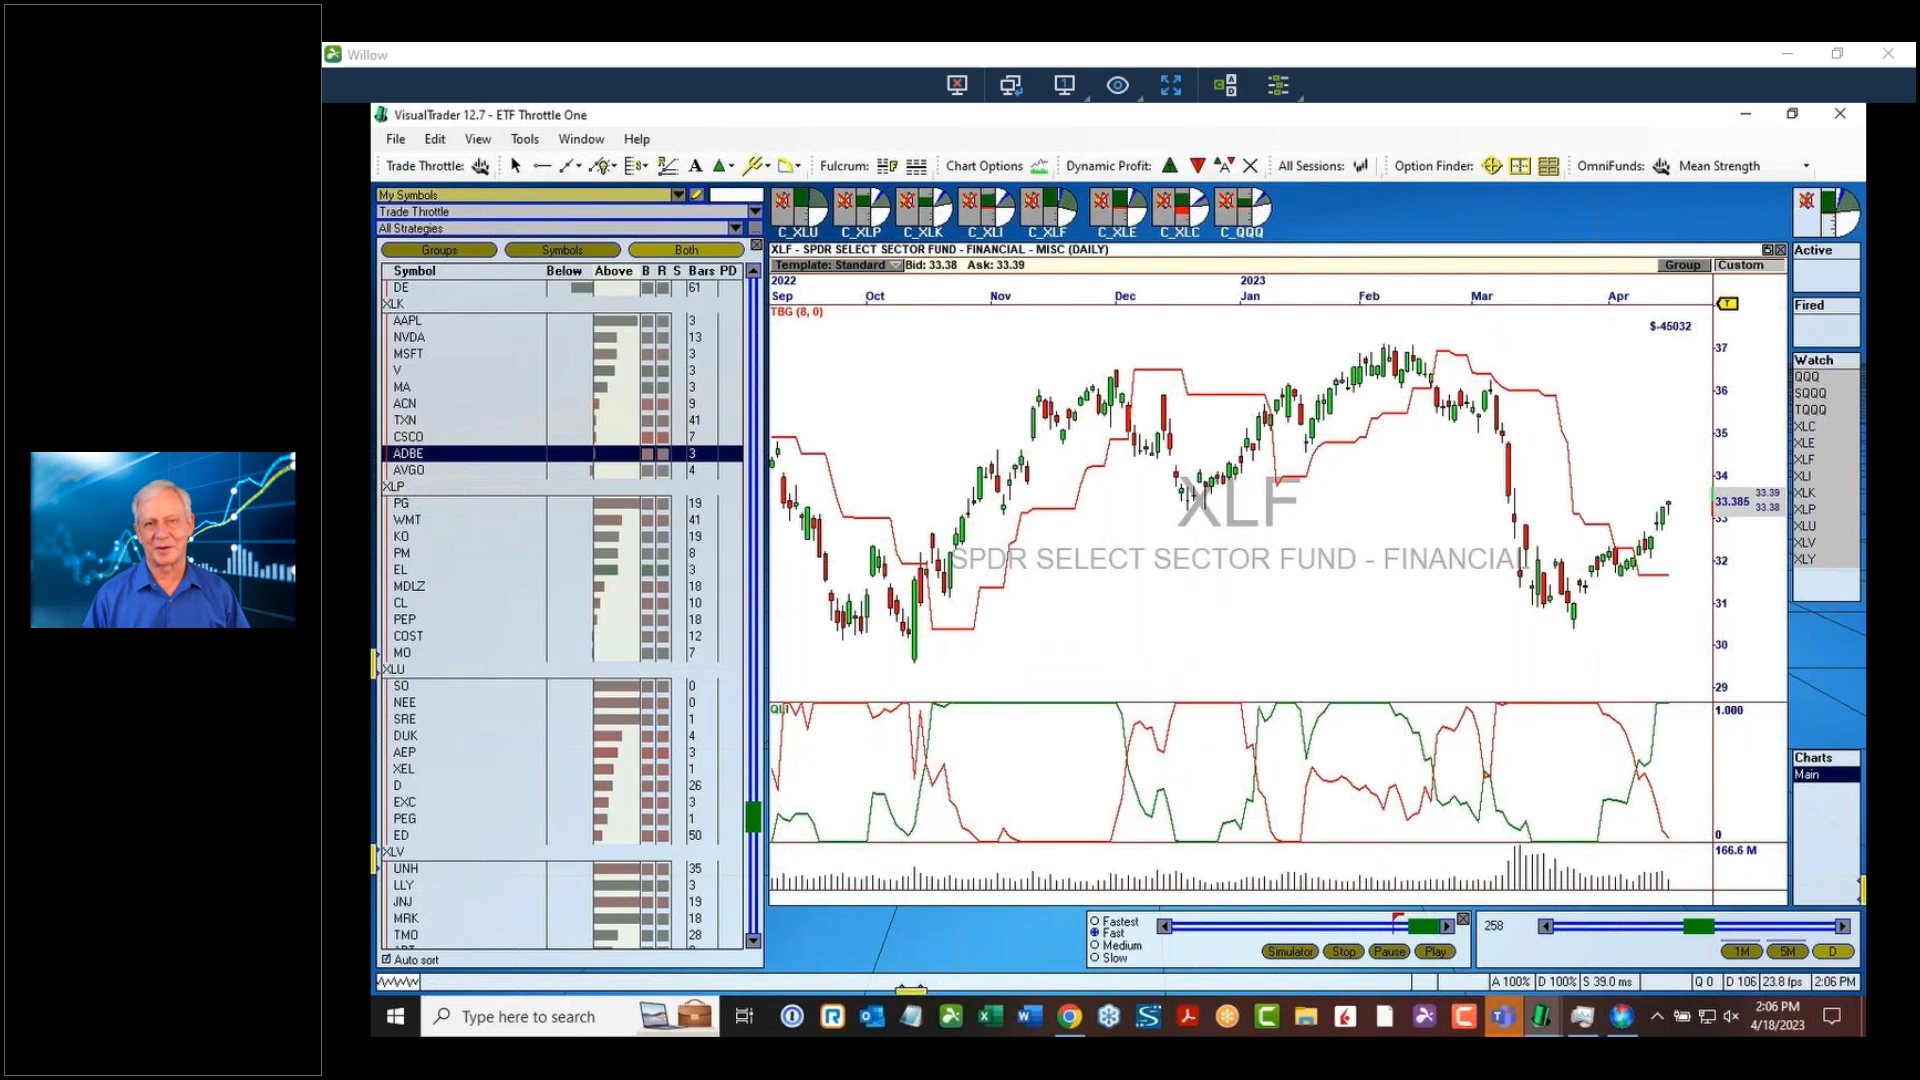 Willow
VisualTrader 12.7 - ETF Throttle One
File Edit View Tools Window Help
Trade Throttle: A Fulcrum: Chart Options Dynamic Profit: All Sessions: Option Finder: OmniFunds: Mean Strength
My Symbols
Trade Throttle
All Strategies
Groups Symbols Both
Symbol Below Above B R S Bars PD
DE 61
XLK
AAPL 3
NVDA 13
MSFT 3
V 3
MA 3
ACN 9
TXN 41
CSCO 7
ADBE 3
AVGO 4
XLP
PG 19
WMT 41
KO 19
PM 8
EL 3
MDLZ 18
CL 10
PEP 18
COST 12
MO 7
XLU
SO 0
NEE 0
SRE 1
DUK 4
AEP 3
XEL 1
D 26
EXC 3
PEG 1
ED 50
XLV
UNH 35
LLY 3
JNJ 19
MRK 18
TMO 28
Auto sort
C_XLU C_XLP C_XLK C_XLI C_XLF C_XLE C_XLC C_QQQ
XLF - SPDR SELECT SECTOR FUND - FINANCIAL - MISC (DAILY)
Template: Standard Bid: 33.38 Ask: 33.39 Group Custom
2022 2023
Sep Oct Nov Dec Jan Feb Mar Apr
TBG (8, 0)
T
$-45032
37
36
35
34
33.385 33.39
33.38
33
32
31
30
29
XLF
SPDR SELECT SECTOR FUND - FINANCIAL
QLI
1.000
0
166.6 M
Active
Fired
Watch
QQQ
SQQQ
TQQQ
XLC
XLE
XLF
XLI
XLK
XLP
XLU
XLV
XLY
Charts
Main
Fastest
Fast
Medium
Slow
Simulator Stop Pause Play
258
1M 5M D
A 100% D 100% S 39.0 ms Q 0 D 106 23.8 fps 2:06 PM
Type here to search
2:06 PM
4/18/2023